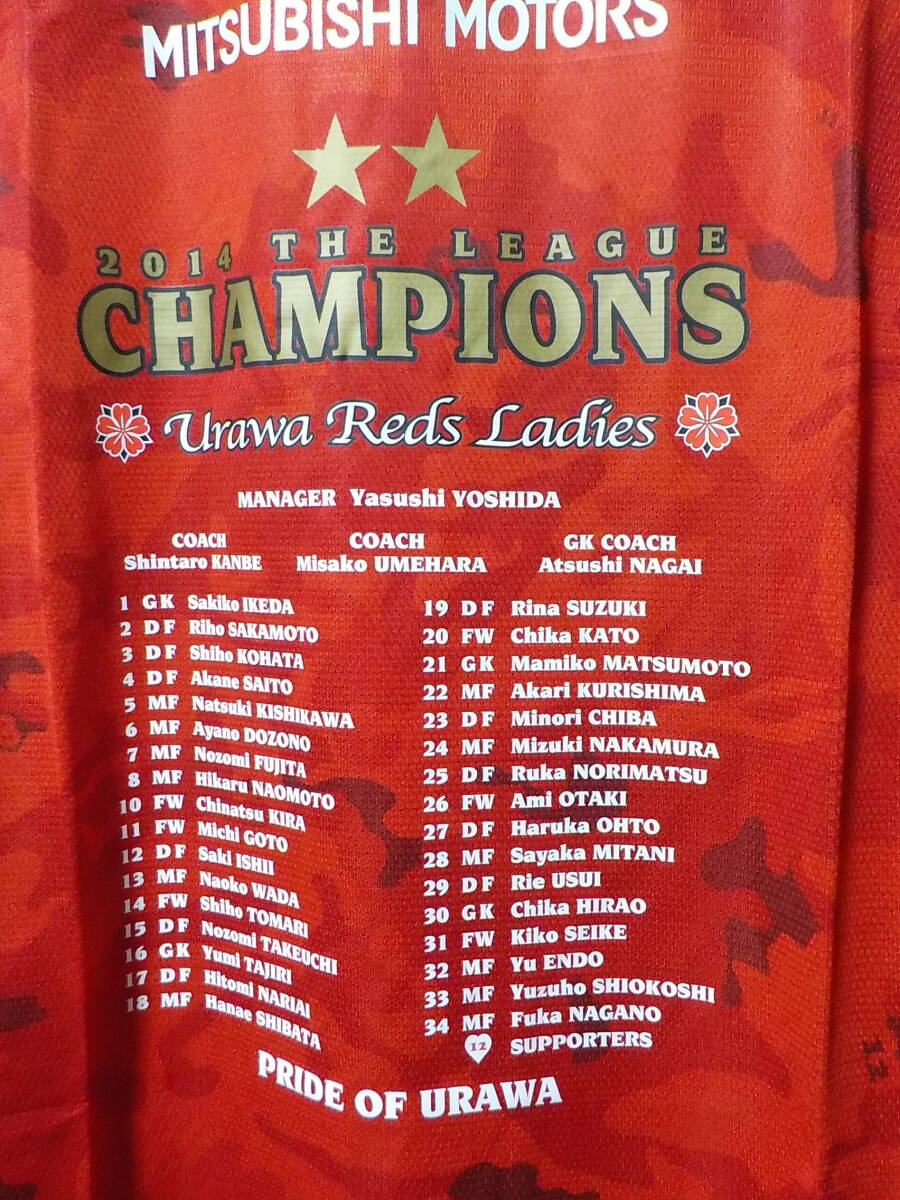 MITSUBISHI MOTORS
2014 THE LEAGUE
CHAMPIONS
Urawa Reds Ladies
MANAGER Yasushi YOSHIDA
COACH COACH GK COACH
Shintaro KANBE Misako UMEHARA Atsushi NAGAI
1 GK Sakiko IKEDA
2 DF Riho SAKAMOTO
3 DF Shiho KOHATA
4 DF Akane SAITO
5 MF Natsuki KISHIKAWA
6 MF Ayano DOZONO
7 MF Nozomi FUJITA
8 MF Hikaru NAOMOTO
10 FW Chinatsu KIRA
11 FW Michi GOTO
12 DF Saki ISHII
13 MF Naoko WADA
14 FW Shiho TOMARI
15 DF Nozomi TAKEUCHI
16 GK Yumi TAJIRI
17 DF Hitomi NARIAI
18 MF Hanae SHIBATA
19 DF Rina SUZUKI
20 FW Chika KATO
21 GK Mamiko MATSUMOTO
22 MF Akari KURISHIMA
23 DF Minori CHIBA
24 MF Mizuki NAKAMURA
25 DF Ruka NORIMATSU
26 FW Ami OTAKI
27 DF Haruka OHTO
28 MF Sayaka MITANI
29 DF Rie USUI
30 GK Chika HIRAO
31 FW Kiko SEIKE
32 MF Yu ENDO
33 MF Yuzuho SHIOKOSHI
34 MF Fuka NAGANO
12 SUPPORTERS
PRIDE OF URAWA
12